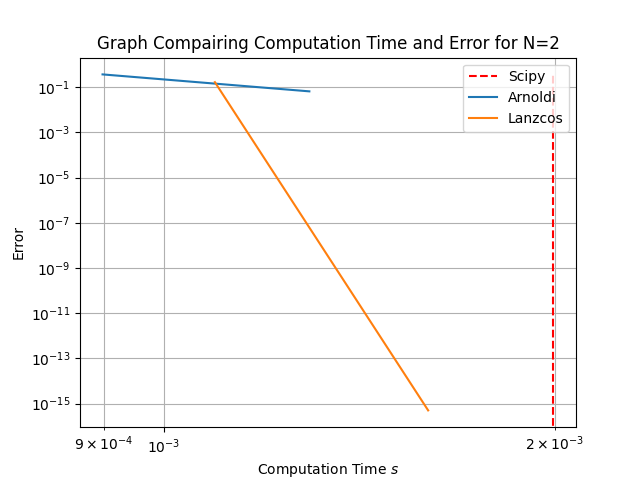 Graph Compairing Computation Time and Error for N=2
Scipy
Arnoldi
Lanzcos
Error
10⁻¹
10⁻³
10⁻⁵
10⁻⁷
10⁻⁹
10⁻¹¹
10⁻¹³
10⁻¹⁵
9 × 10⁻⁴ 10⁻³ 2 × 10⁻³
Computation Time s